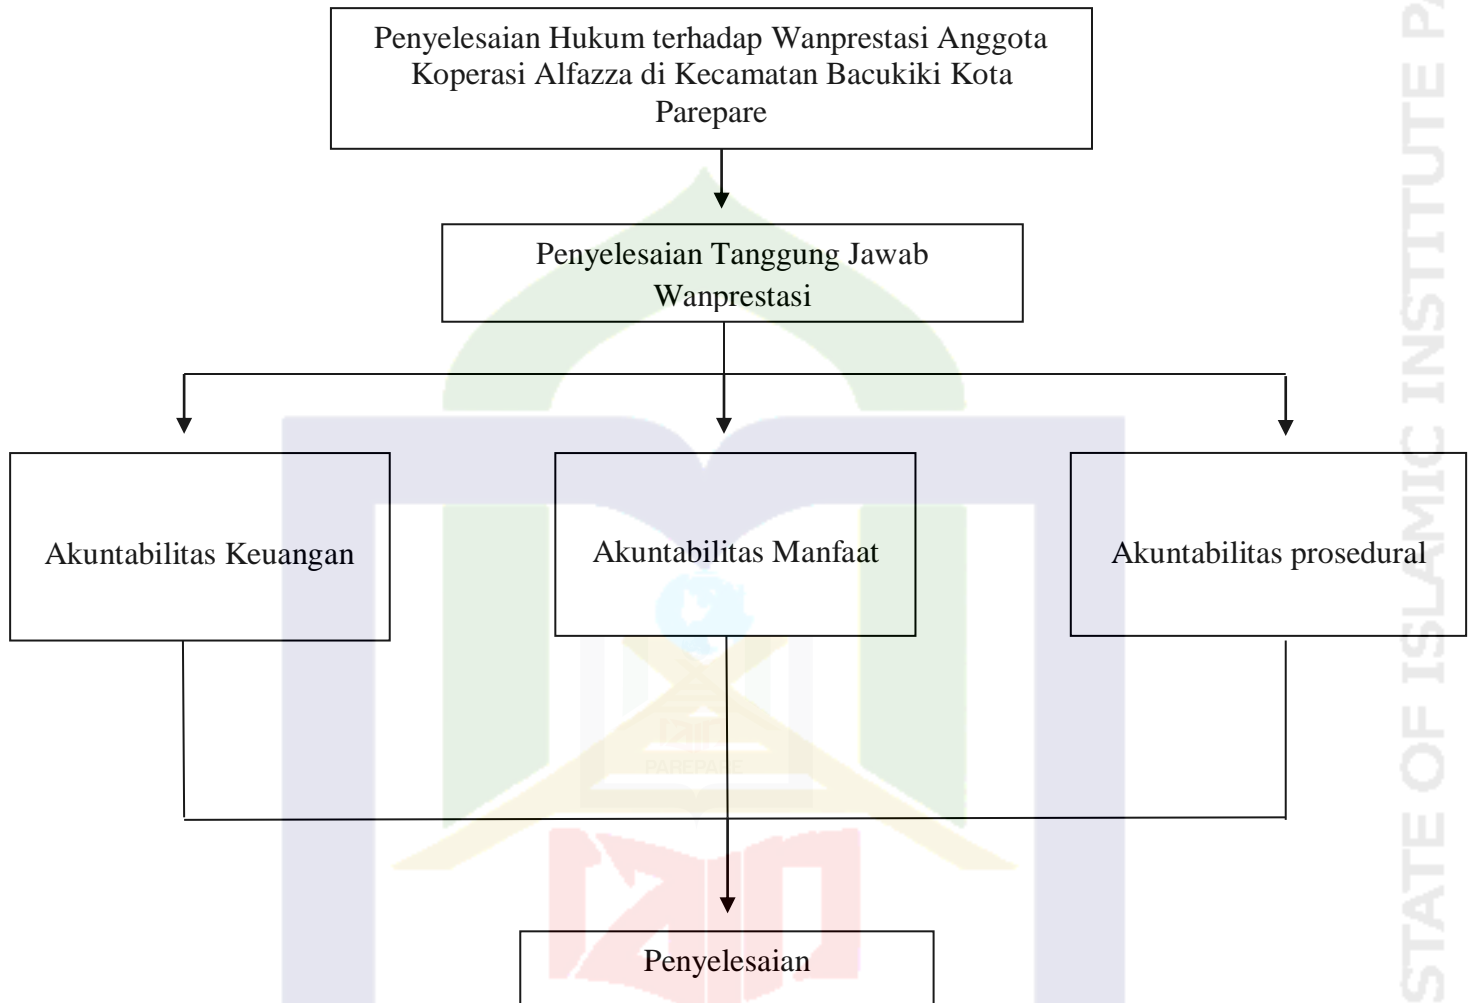 Penyelesaian Hukum terhadap Wanprestasi Anggota
Koperasi Alfazza di Kecamatan Bacukiki Kota
Parepare
Penyelesaian Tanggung Jawab
Wanprestasi
Akuntabilitas Keuangan
Akuntabilitas Manfaat
Akuntabilitas prosedural
PAREPARE
Penyelesaian
STATE OF ISLAMIC INSTITUTE PA